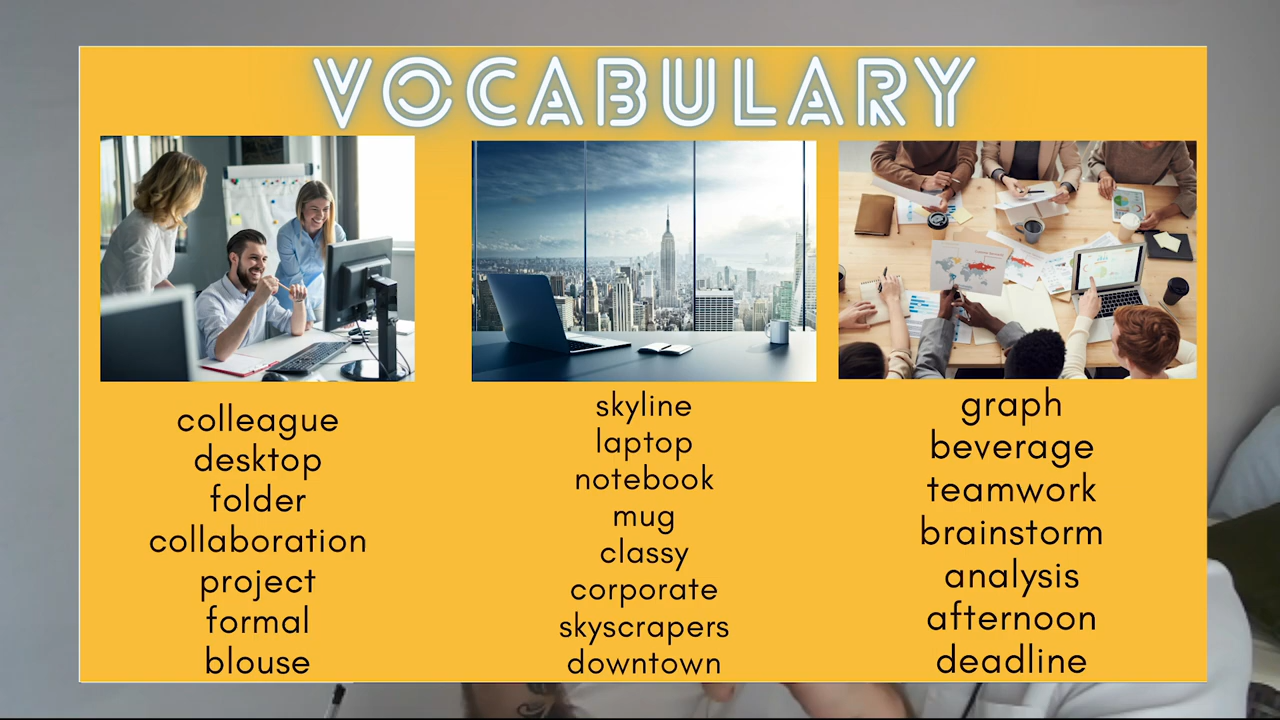 VOCABULARY
colleague
desktop
folder
collaboration
project
formal
blouse
skyline
laptop
notebook
mug
classy
corporate
skyscrapers
downtown
graph
beverage
teamwork
brainstorm
analysis
afternoon
deadline